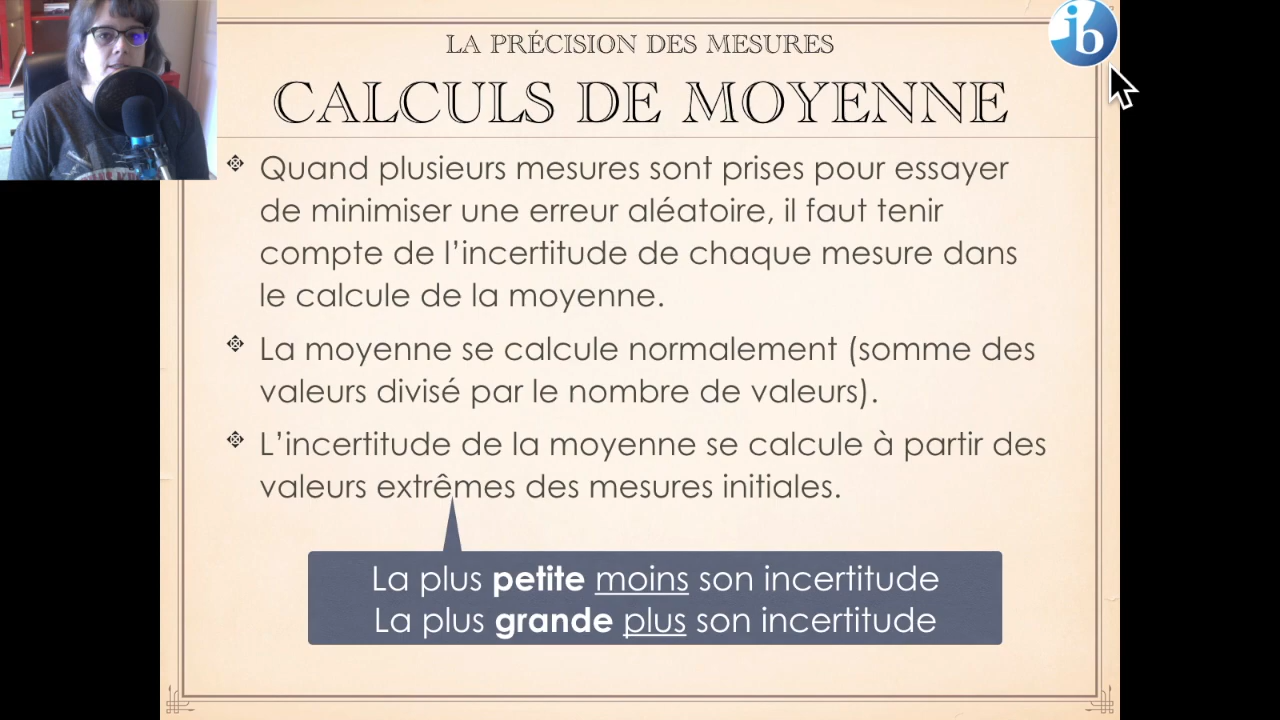 ib
LA PRÉCISION DES MESURES
CALCULS DE MOYENNE
Quand plusieurs mesures sont prises pour essayer
de minimiser une erreur aléatoire, il faut tenir
compte de l’incertitude de chaque mesure dans
le calcule de la moyenne.
La moyenne se calcule normalement (somme des
valeurs divisé par le nombre de valeurs).
L’incertitude de la moyenne se calcule à partir des
valeurs extrêmes des mesures initiales.
La plus petite moins son incertitude
La plus grande plus son incertitude